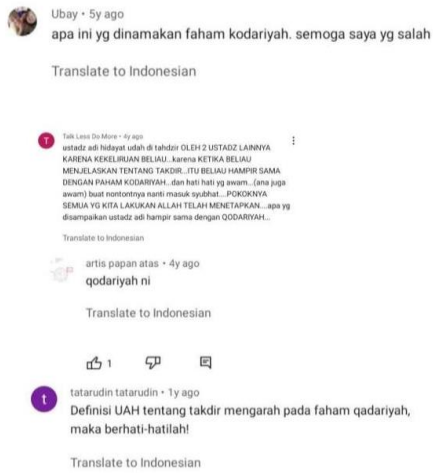 Ubay • 5y ago
apa ini yg dinamakan faham kodariyah. semoga saya yg salah
Translate to Indonesian
T
Talk Less Do More • 4y ago
ustadz adi hidayat udah di tahdzir OLEH 2 USTADZ LAINNYA
KARENA KEKELIRUAN BELIAU...karena KETIKA BELIAU
MENJELASKAN TENTANG TAKDIR...ITU BELIAU HAMPIR SAMA
DENGAN PAHAM KODARIYAH...dan hati hati yg awam...(ana juga
awam) buat nontontnya nanti masuk syubhat....POKOKNYA
SEMUA YG KITA LAKUKAN ALLAH TELAH MENETAPKAN....apa yg
disampaikan ustadz adi hampir sama dengan QODARIYAH...
Translate to Indonesian
artis papan atas • 4y ago
qodariyah ni
Translate to Indonesian
1
t
tatarudin tatarudin • 1y ago
Definisi UAH tentang takdir mengarah pada faham qadariyah,
maka berhati-hatilah!
Translate to Indonesian